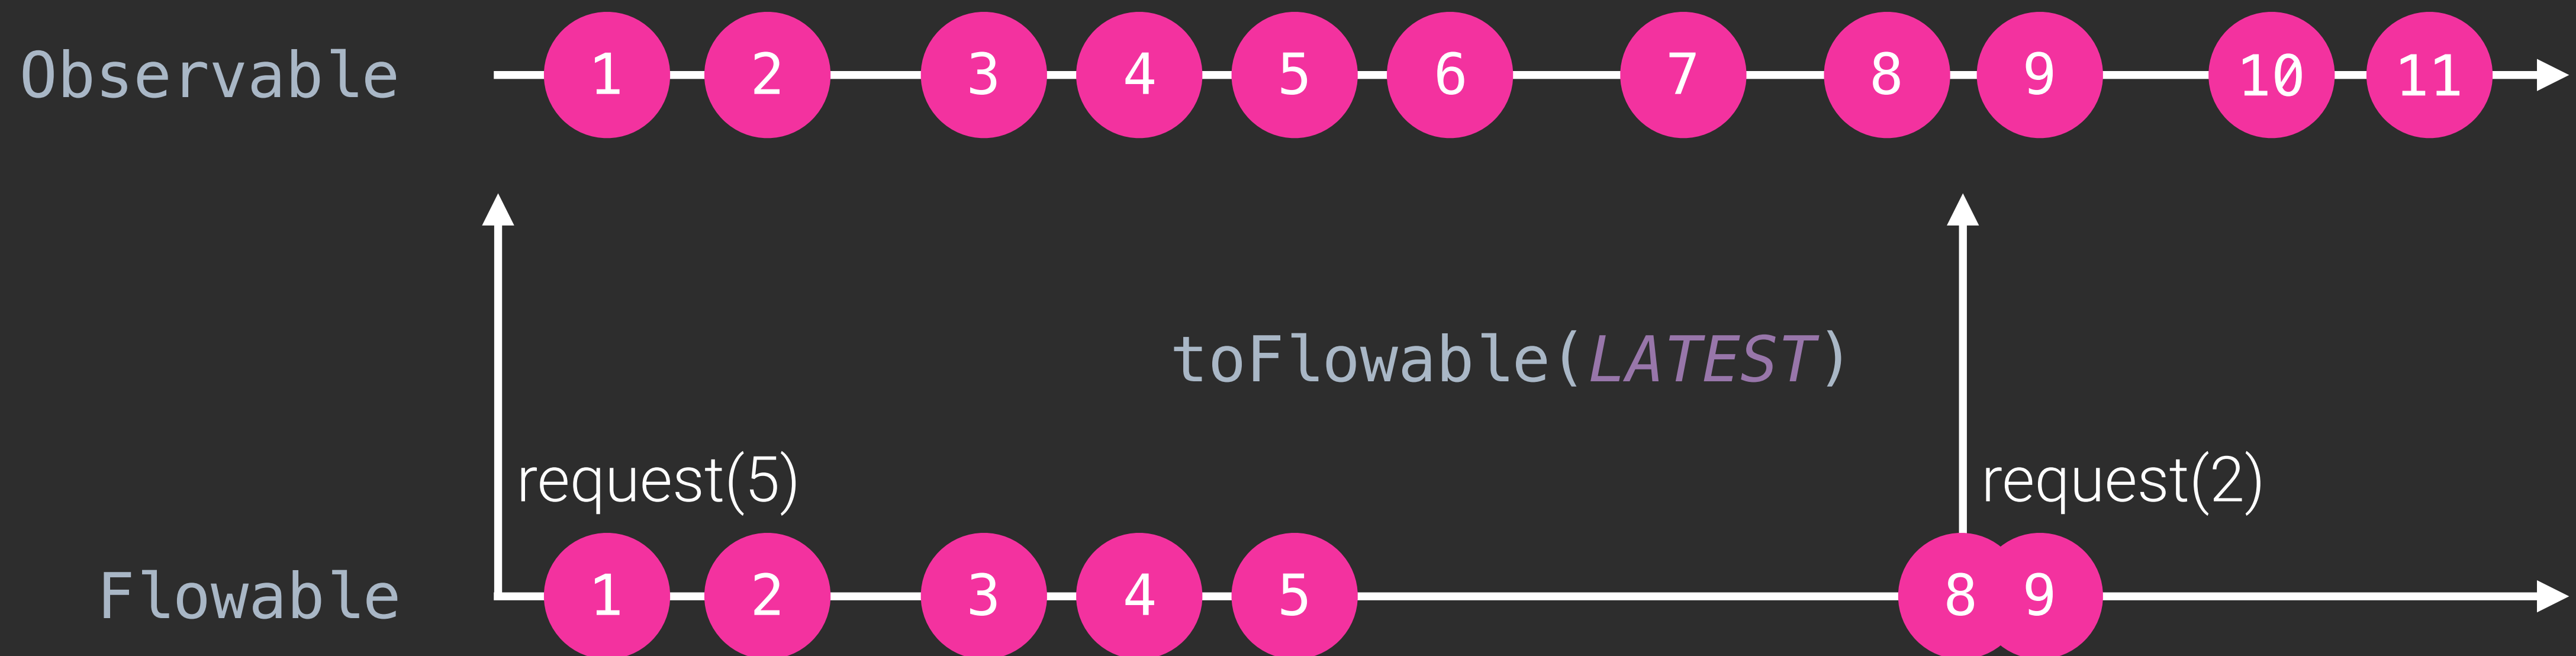 Observable 1 2 3 4 5 6 7 8 9 10 11
toFlowable(LATEST)
request(5) request(2)
Flowable 1 2 3 4 5 8 9